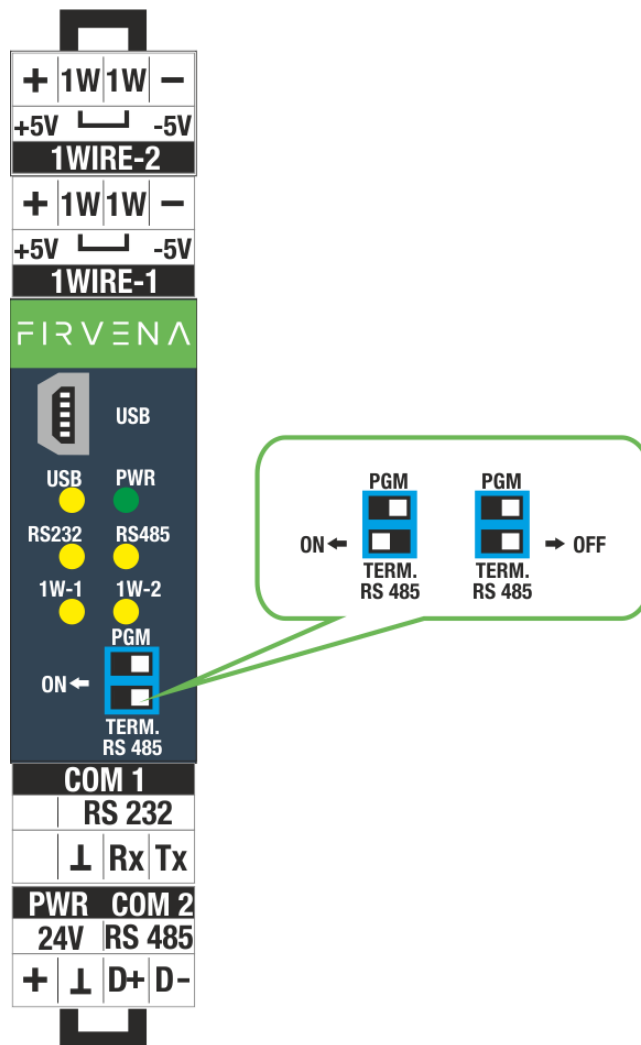 + 1W 1W −
+5V -5V
1WIRE-2
+ 1W 1W −
+5V -5V
1WIRE-1
FIRVENA
USB
USB PWR
RS232 RS485
1W-1 1W-2
PGM
ON←
TERM.
RS 485
PGM PGM
ON← → OFF
TERM. TERM.
RS 485 RS 485
COM 1
RS 232
⊥ Rx Tx
PWR COM 2
24V RS 485
+ ⊥ D+ D-